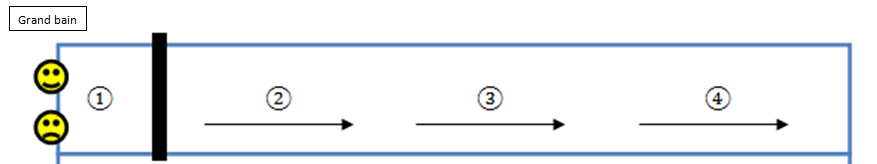 Grand bain
① ② ③ ④